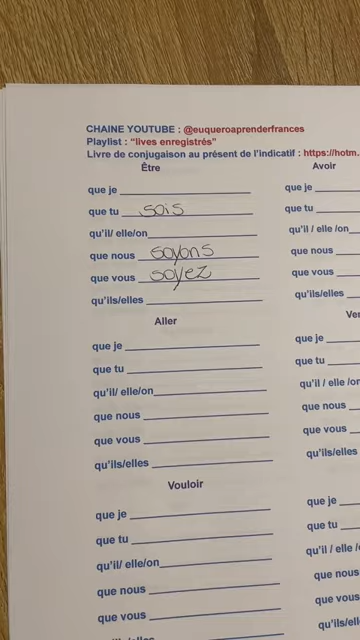 CHAINE YOUTUBE : @euqueroaprenderfrances
Playlist : "lives enregistrés"
Livre de conjugaison au présent de l'indicatif : https://hotm.
Être
que je
que tu sois
qu'il/ elle/on
que nous soyons
que vous soyez
qu'ils/elles
Avoir
que je
que tu
qu'il / elle /on
que nous
que vous
qu'ils/elles
Aller
que je
que tu
qu'il/ elle/on
que nous
que vous
qu'ils/elles
Ve
que je
que tu
qu'il / elle /on
que nous
que vous
qu'ils/elles
Vouloir
que je
que tu
qu'il/ elle/on
que nous
que vous
que je
que tu
qu'il / elle /
que nous
que vous
qu'ils/ell